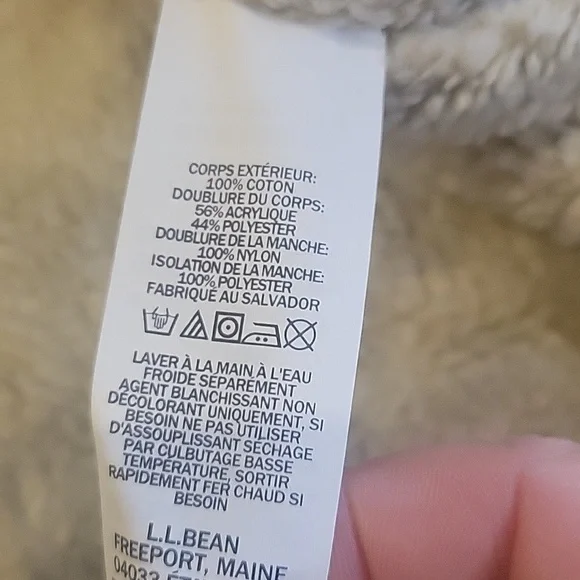 CORPS EXTÉRIEUR:
100% COTON
DOUBLURE DU CORPS:
56% ACRYLIQUE
44% POLYESTER
DOUBLURE DE LA MANCHE:
100% NYLON
ISOLATION DE LA MANCHE:
100% POLYESTER
FABRIQUÉ AU SALVADOR
LAVER À LA MAIN À L'EAU
FROIDE SÉPARÉMENT
AGENT BLANCHISSANT NON
DÉCOLORANT UNIQUEMENT, SI
BESOIN NE PAS UTILISER
D'ASSOUPLISSANT SÉCHAGE
PAR CULBUTAGE BASSE
TEMPÉRATURE, SORTIR
RAPIDEMENT FER CHAUD SI
BESOIN
L.L.BEAN
FREEPORT, MAINE
04033